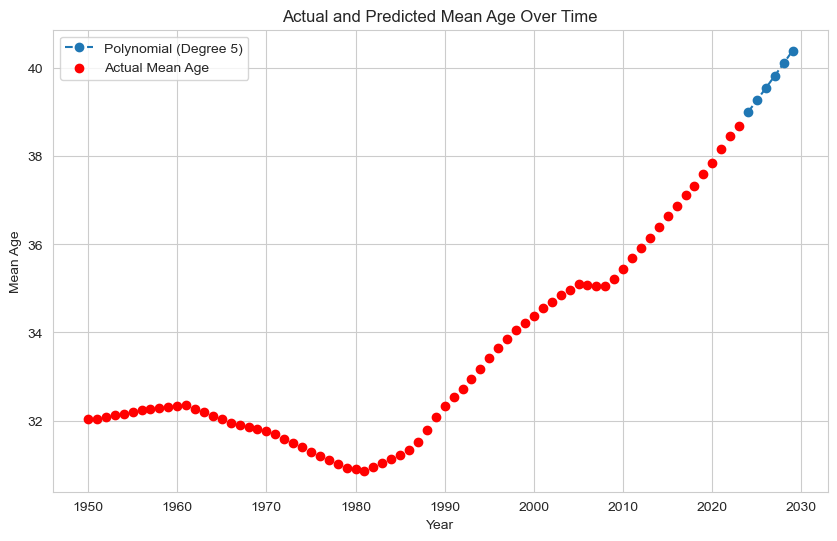 Actual and Predicted Mean Age Over Time
Polynomial (Degree 5)
Actual Mean Age
Mean Age
40
38
36
34
32
1950 1960 1970 1980 1990 2000 2010 2020 2030
Year